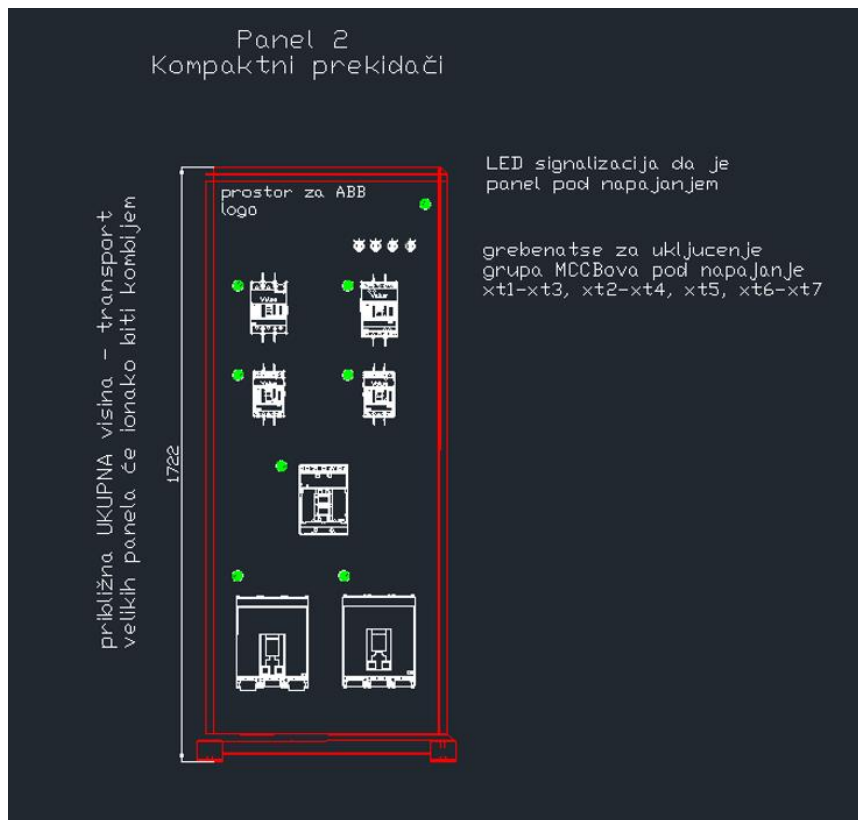 Panel 2
Kompaktni prekidači
LED signalizacija da je
panel pod napajanjem
prostor za ABB
logo
grebenatse za ukljucenje
grupa MCCBova pod napajanje
xt1-xt3, xt2-xt4, xt5, xt6-xt7
približna UKUPNA visina - transport
velikih panela će ionako biti kombijem
1722